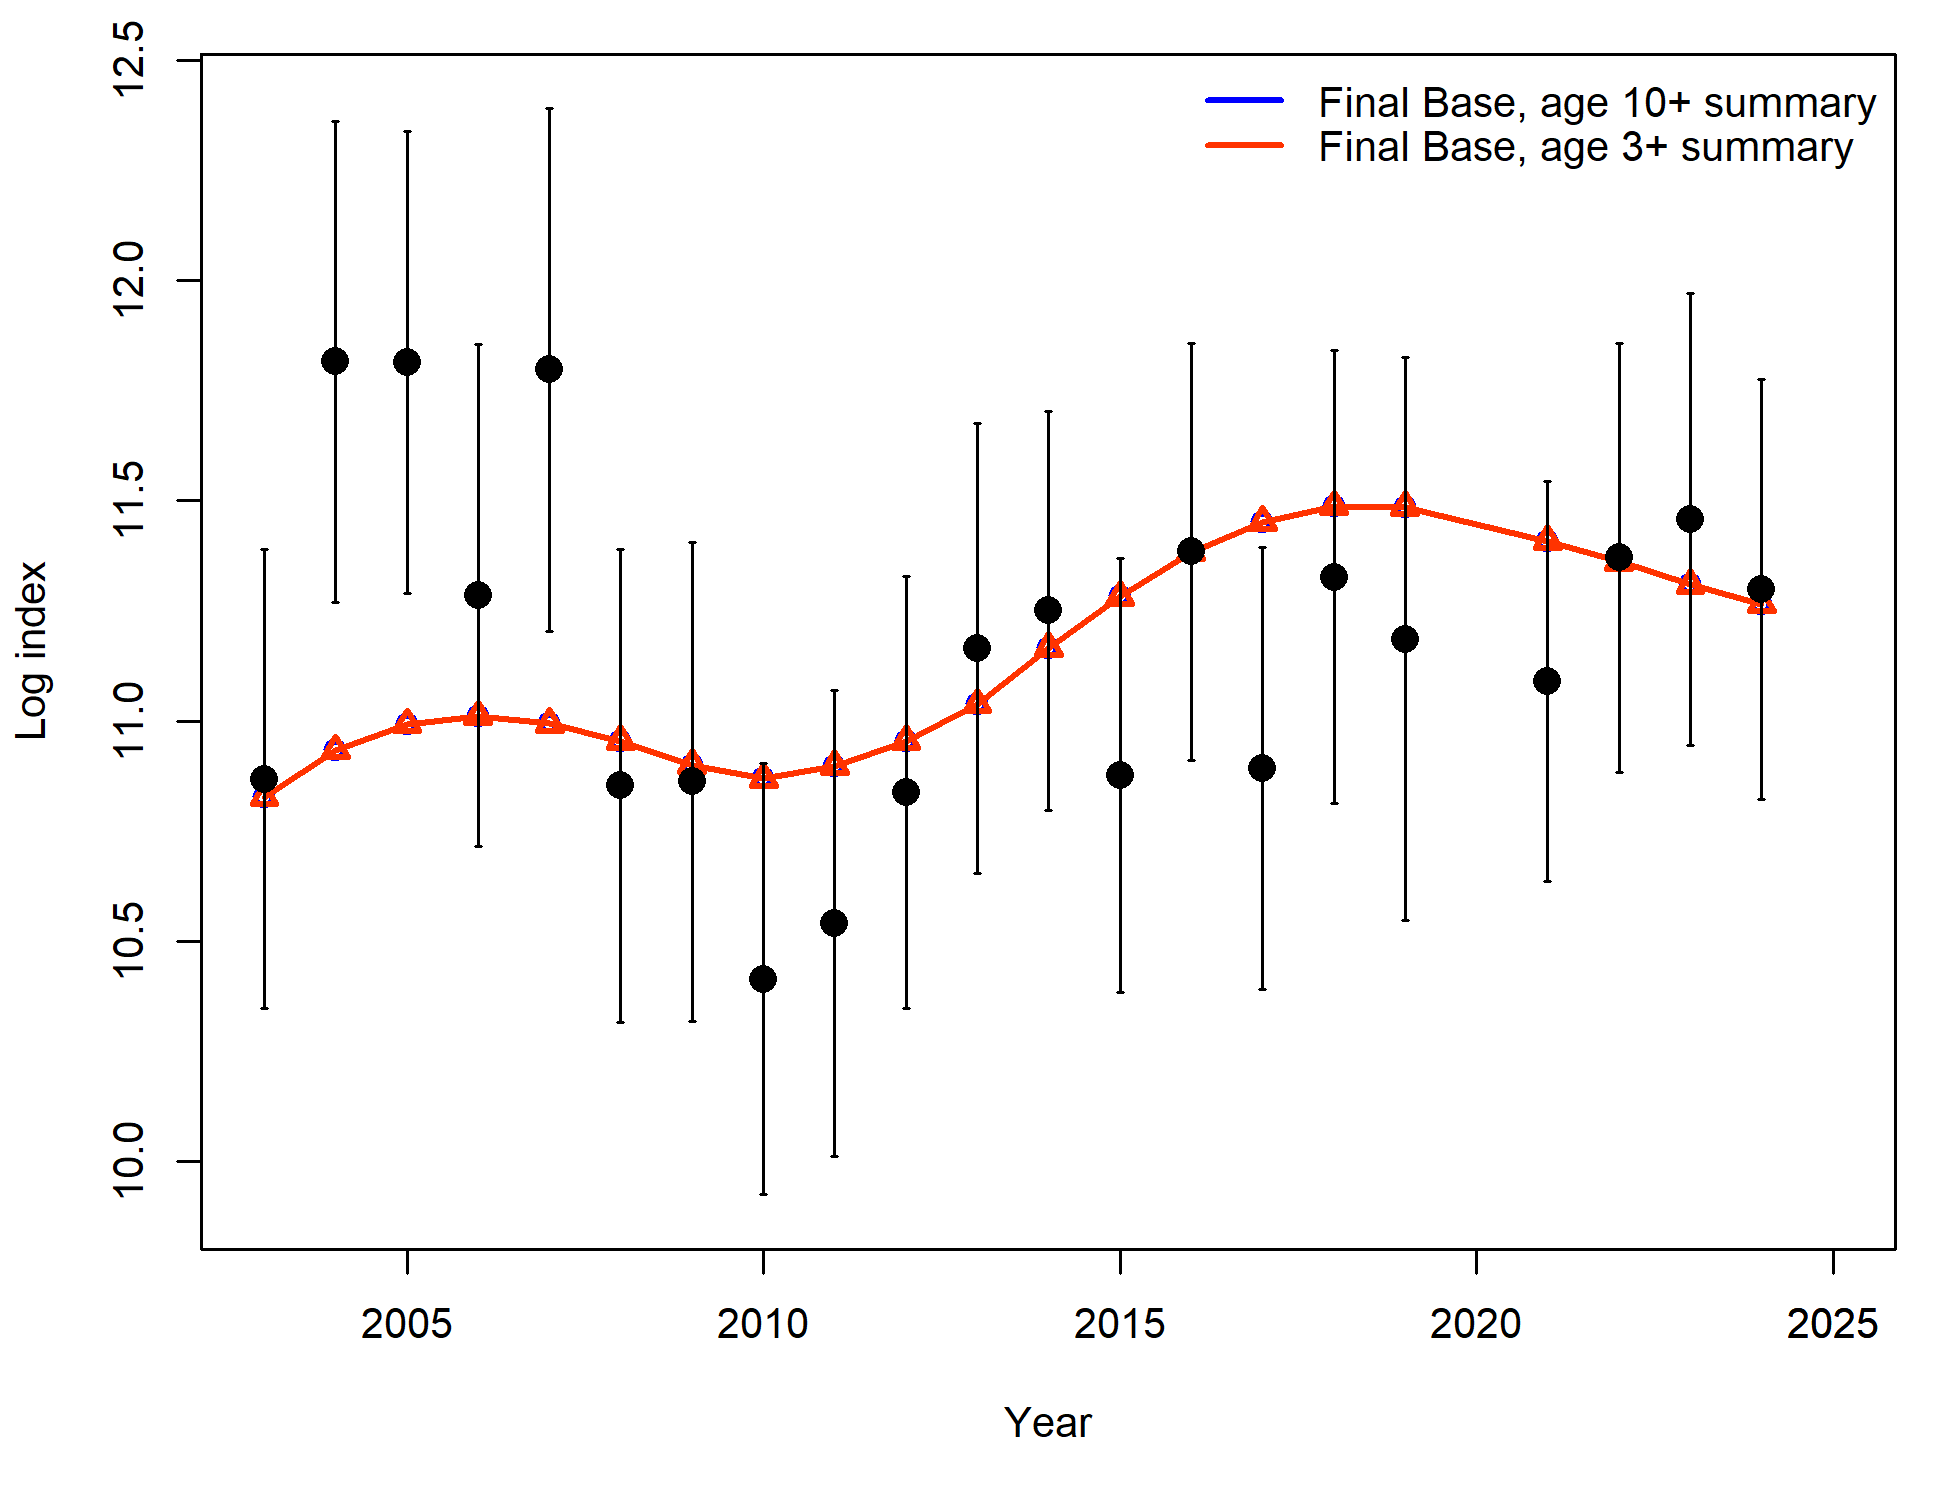 Final Base, age 10+ summary
Final Base, age 3+ summary
Log index
12.5
12.0
11.5
11.0
10.5
10.0
2005 2010 2015 2020 2025
Year